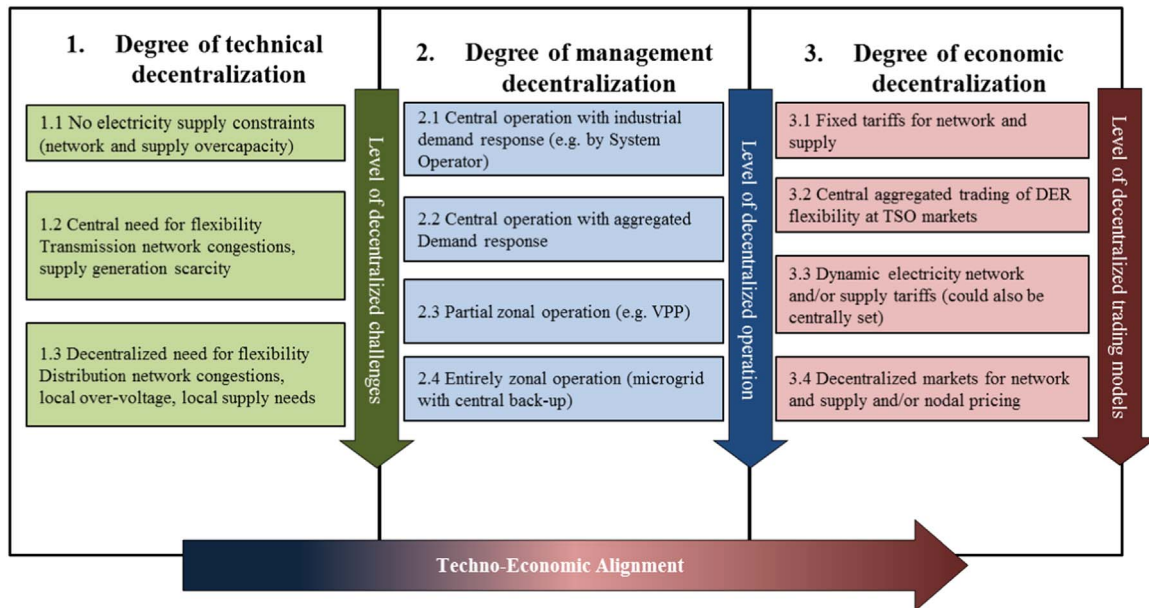 1. Degree of technical
decentralization
1.1 No electricity supply constraints
(network and supply overcapacity)
1.2 Central need for flexibility
Transmission network congestions,
supply generation scarcity
1.3 Decentralized need for flexibility
Distribution network congestions,
local over-voltage, local supply needs
Level of decentralized challenges
2. Degree of management
decentralization
2.1 Central operation with industrial
demand response (e.g. by System
Operator)
2.2 Central operation with aggregated
Demand response
2.3 Partial zonal operation (e.g. VPP)
2.4 Entirely zonal operation (microgrid
with central back-up)
Level of decentralized operation
3. Degree of economic
decentralization
3.1 Fixed tariffs for network and
supply
3.2 Central aggregated trading of DER
flexibility at TSO markets
3.3 Dynamic electricity network
and/or supply tariffs (could also be
centrally set)
3.4 Decentralized markets for network
and supply and/or nodal pricing
Level of decentralized trading models
Techno-Economic Alignment